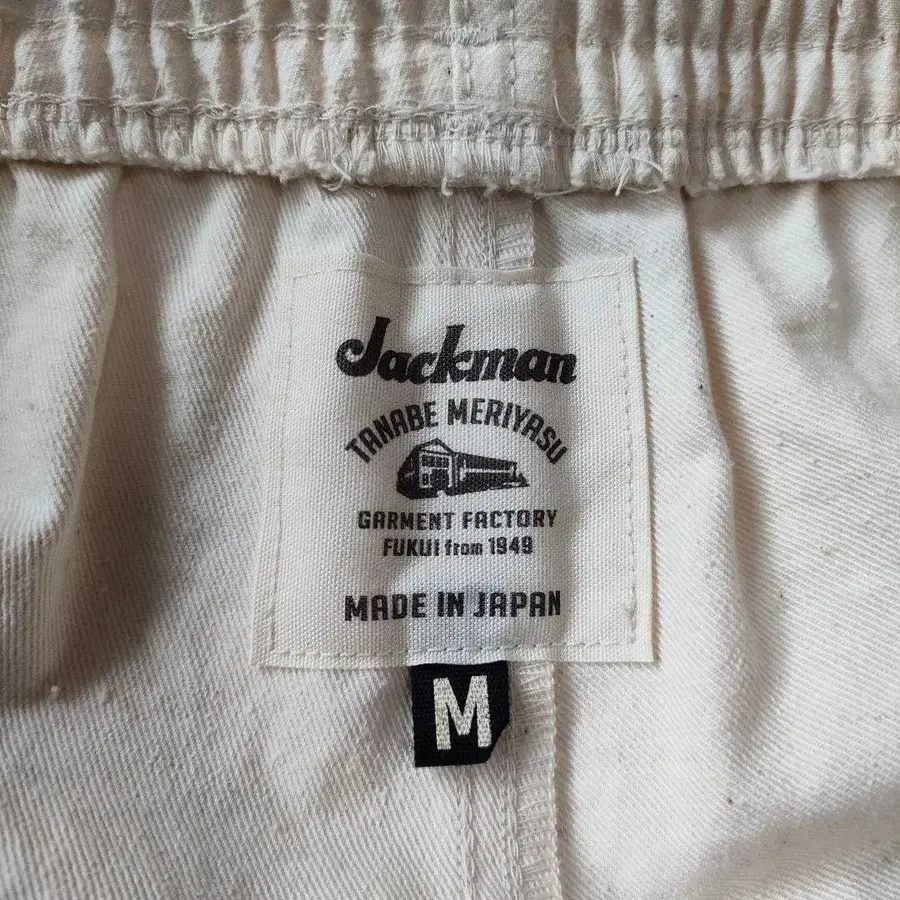 Jackman
TANABE MERIYASU
GARMENT FACTORY
FUKUI from 1949
MADE IN JAPAN
M